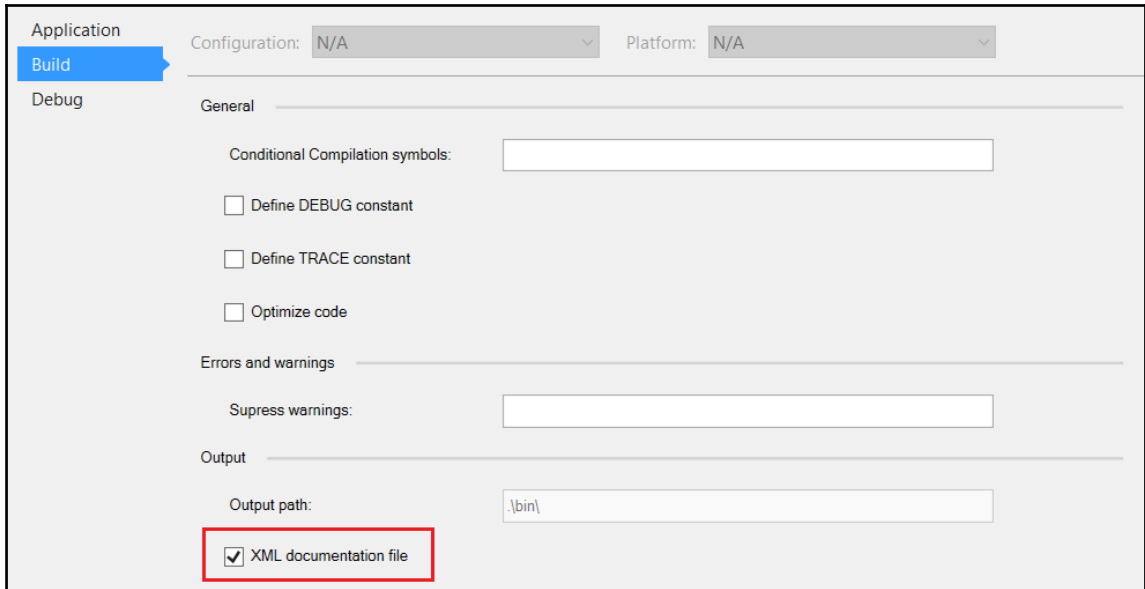 Application
Build
Debug
Configuration: N/A Platform: N/A
General
Conditional Compilation symbols:
Define DEBUG constant
Define TRACE constant
Optimize code
Errors and warnings
Supress warnings:
Output
Output path: .\bin\
XML documentation file